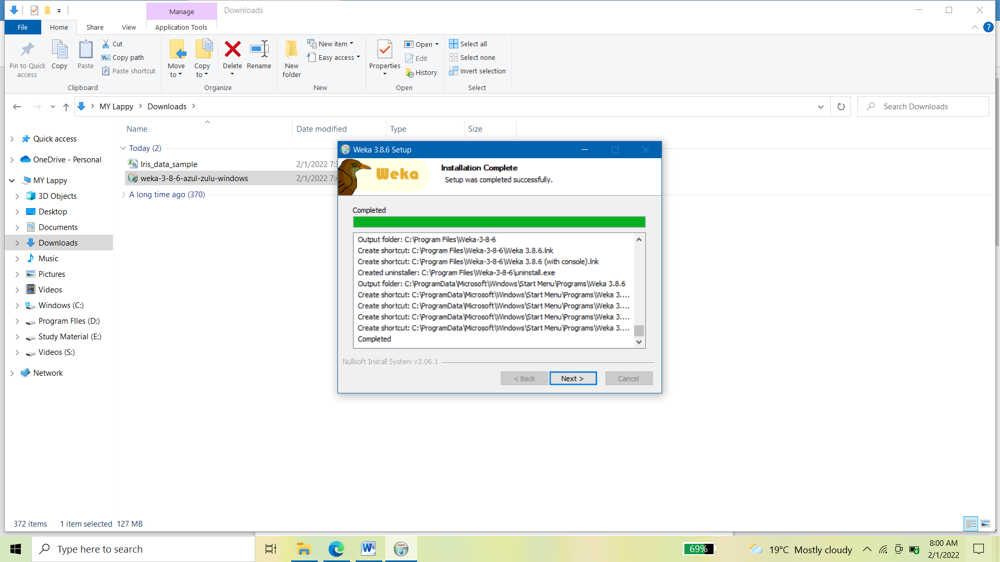 Manage
Downloads
File
Home
Share
View
Application Tools
Pin to Quick access
Copy
Paste
Cut
Copy path
Paste shortcut
Clipboard
Move to
Copy to
Delete
Rename
Organize
New folder
New item
Easy access
New
Properties
Open
Edit
History
Open
Select all
Select none
Invert selection
Select
MY Lappy
Downloads
Search Downloads
Name
Date modified
Type
Size
Quick access
OneDrive - Personal
MY Lappy
3D Objects
Desktop
Documents
Downloads
Music
Pictures
Videos
Windows (C:)
Program FIles (D:)
Study Material (E:)
Videos (S:)
Network
Today (2)
Iris_data_sample
2/1/2022
weka-3-8-6-azul-zulu-windows
2/1/2022
A long time ago (370)
Weka 3.8.6 Setup
Weka
Installation Complete
Setup was completed successfully.
Completed
Output folder: C:\Program Files\Weka-3-8-6
Create shortcut: C:\Program Files\Weka-3-8-6\Weka 3.8.6.lnk
Create shortcut: C:\Program Files\Weka-3-8-6\Weka 3.8.6 (with console).lnk
Created uninstaller: C:\Program Files\Weka-3-8-6\uninstall.exe
Output folder: C:\ProgramData\Microsoft\Windows\Start Menu\Programs\Weka 3.8.6
Create shortcut: C:\ProgramData\Microsoft\Windows\Start Menu\Programs\Weka 3....
Create shortcut: C:\ProgramData\Microsoft\Windows\Start Menu\Programs\Weka 3....
Create shortcut: C:\ProgramData\Microsoft\Windows\Start Menu\Programs\Weka 3....
Create shortcut: C:\ProgramData\Microsoft\Windows\Start Menu\Programs\Weka 3....
Completed
Nullsoft Install System v3.06.1
< Back
Next >
Cancel
372 items
1 item selected 127 MB
Type here to search
69%
19°C Mostly cloudy
8:00 AM
2/1/2022